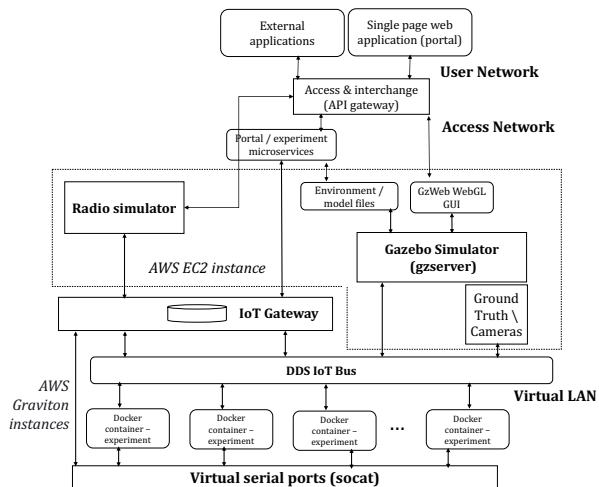 External
applications
Single page web
application (portal)
User Network
Access & interchange
(API gateway)
Access Network
Portal / experiment
microservices
Radio simulator
Environment /
model files
GzWeb WebGL
GUI
Gazebo Simulator
(gzserver)
AWS EC2 instance
Ground
Truth \
Cameras
IoT Gateway
DDS IoT Bus
AWS
Graviton
instances
Virtual LAN
Docker
container –
experiment
Docker
container –
experiment
Docker
container –
experiment
...
Docker
container –
experiment
Virtual serial ports (socat)